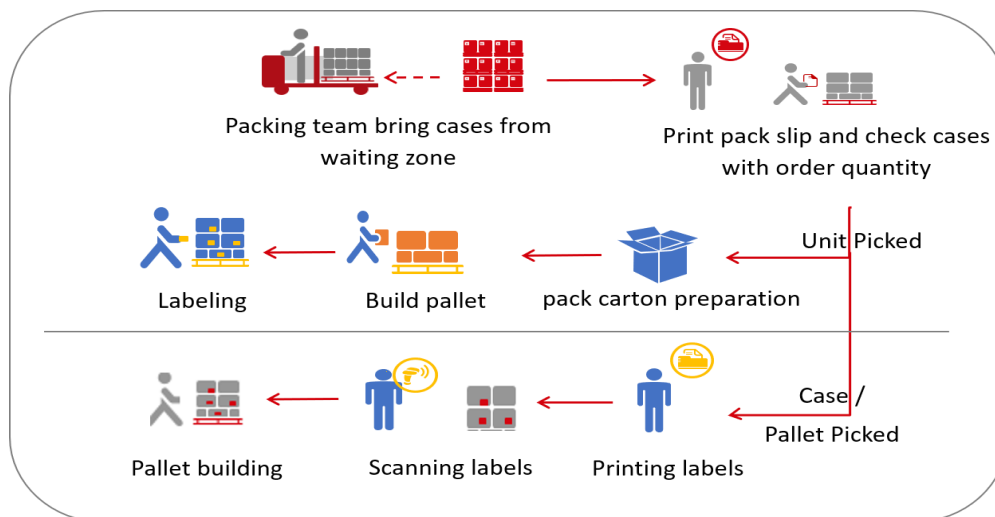 Packing team bring cases from
waiting zone
Print pack slip and check cases
with order quantity
Unit Picked
Labeling
Build pallet
pack carton preparation
Case /
Pallet Picked
Pallet building
Scanning labels
Printing labels